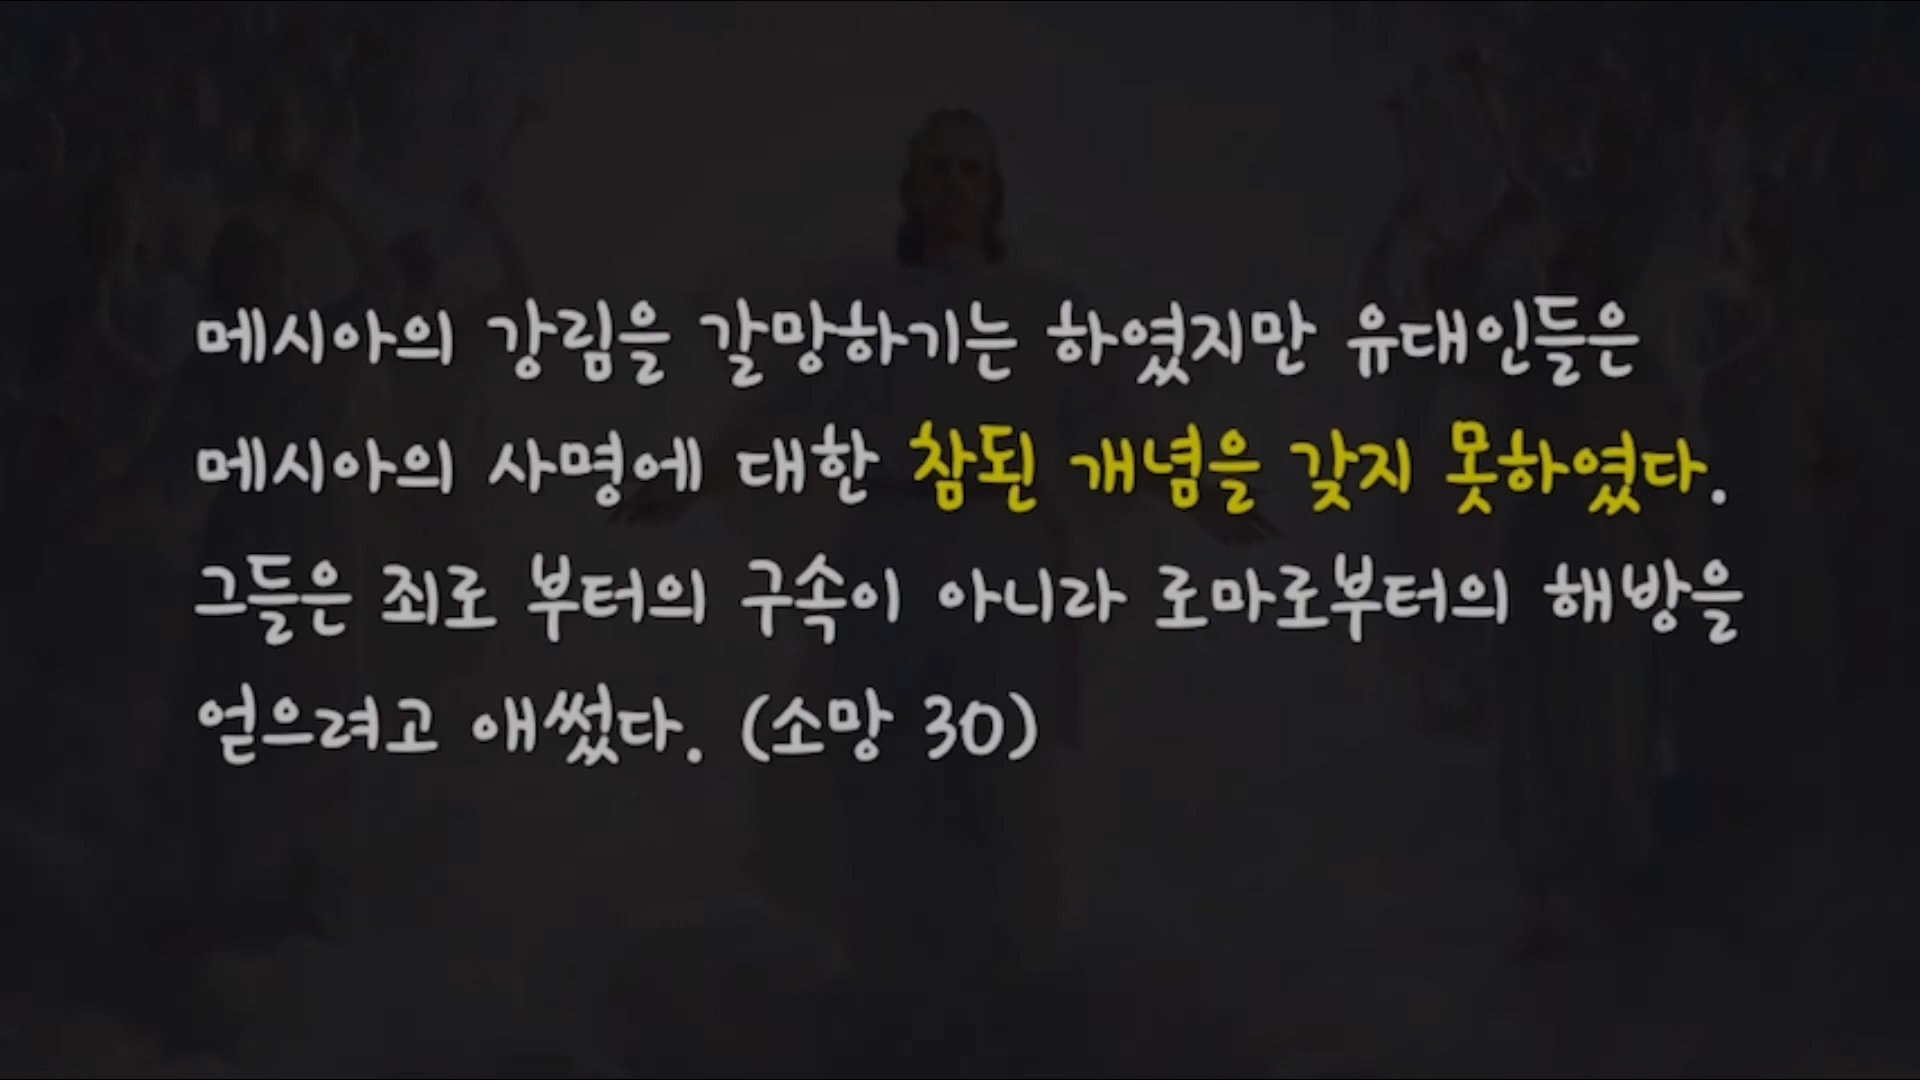 메시아의 강림을 갈망하기는 하였지만 유대인들은
메시아의 사명에 대한 참된 개념을 갖지 못하였다.
그들은 죄로 부터의 구속이 아니라 로마로부터의 해방을
얻으려고 애썼다. (소망 30)